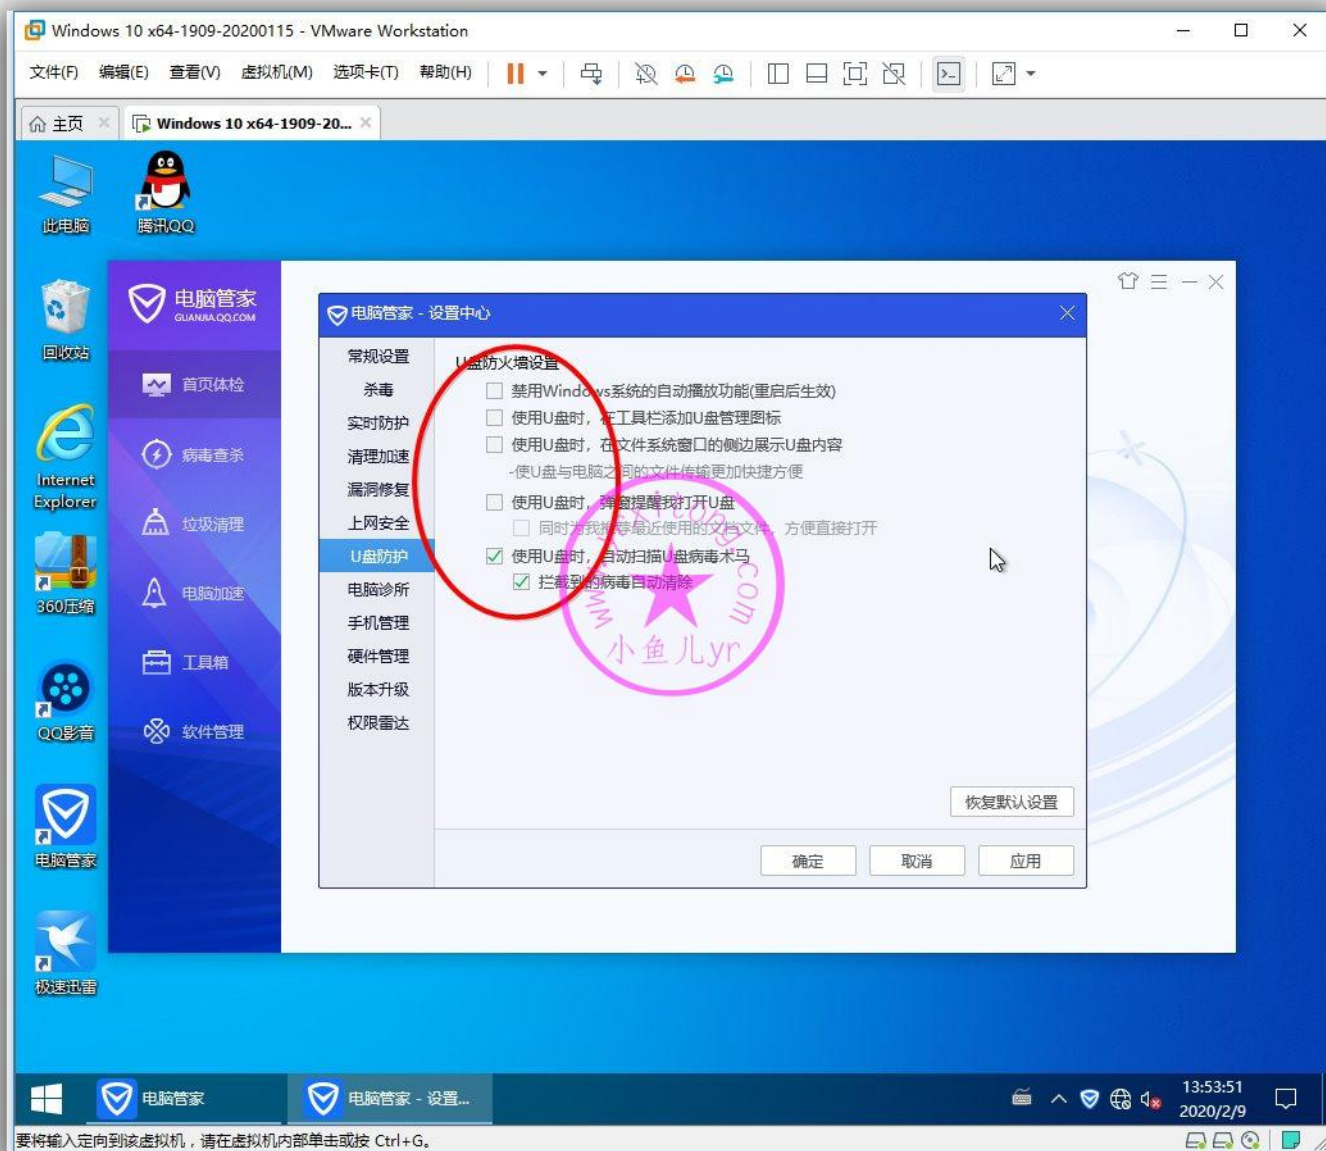 Windows 10 x64-1909-20200115 - VMware Workstation
文件(F) 编辑(E) 查看(V) 虚拟机(M) 选项卡(T) 帮助(H)
主页 Windows 10 x64-1909-20...
此电脑
腾讯QQ
回收站
Internet
Explorer
360压缩
QQ影音
电脑管家
极速迅雷
电脑管家
GUANJIA.QQ.COM
首页体检
病毒查杀
垃圾清理
电脑加速
工具箱
软件管理
电脑管家 - 设置中心
常规设置
杀毒
实时防护
清理加速
漏洞修复
上网安全
U盘防护
电脑诊所
手机管理
硬件管理
版本升级
权限雷达
U盘防火墙设置
禁用Windows系统的自动播放功能(重启后生效)
使用U盘时，在工具栏添加U盘管理图标
使用U盘时，在文件系统窗口的侧边展示U盘内容
-使U盘与电脑之间的文件传输更加快捷方便
使用U盘时，弹窗提醒我打开U盘
同时为我推荐最近使用的文档文件，方便直接打开
使用U盘时，自动扫描U盘病毒木马
拦截到的病毒自动清除
小鱼儿yr
恢复默认设置
确定 取消 应用
电脑管家
电脑管家 - 设置...
13:53:51
2020/2/9
要将输入定向到该虚拟机，请在虚拟机内部单击或按 Ctrl+G。